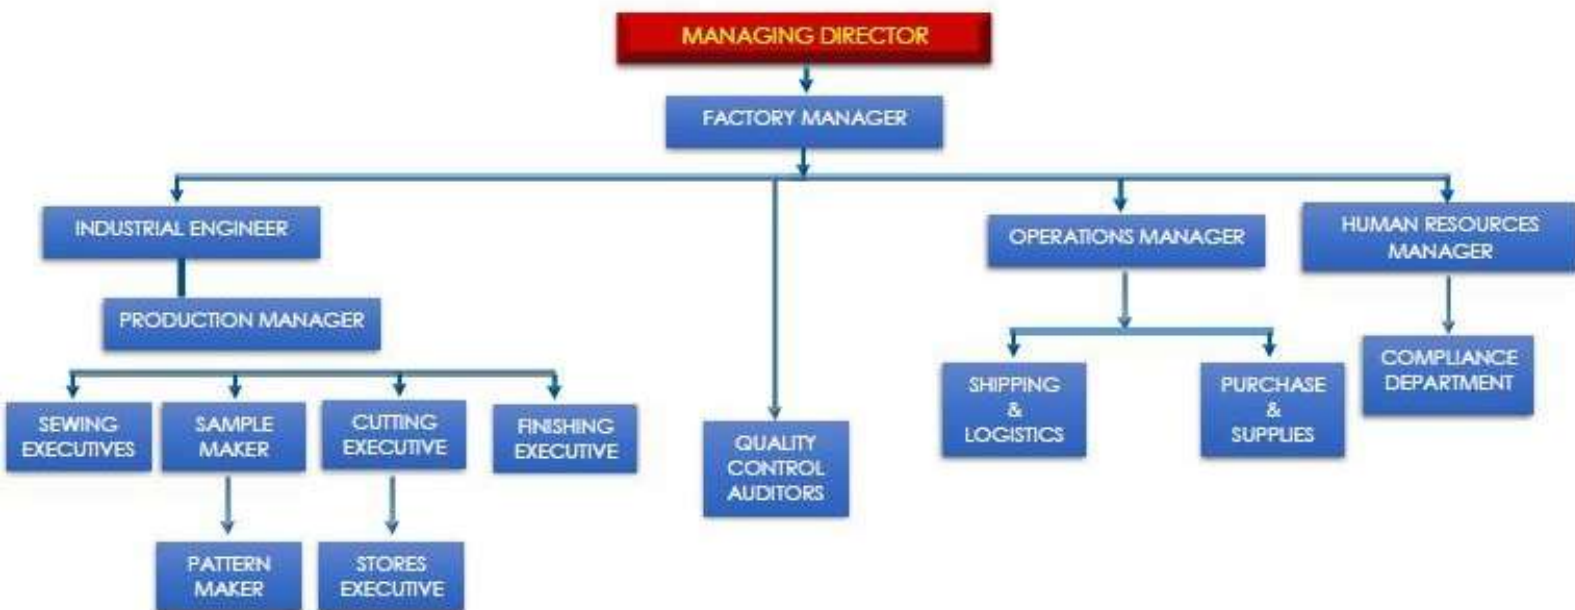 MANAGING DIRECTOR
FACTORY MANAGER
INDUSTRIAL ENGINEER
OPERATIONS MANAGER
HUMAN RESOURCES
MANAGER
PRODUCTION MANAGER
SHIPPING
&
LOGISTICS
PURCHASE
&
SUPPLIES
COMPLIANCE
DEPARTMENT
SEWING
EXECUTIVES
SAMPLE
MAKER
CUTTING
EXECUTIVE
FINISHING
EXECUTIVE
QUALITY
CONTROL
AUDITORS
PATTERN
MAKER
STORES
EXECUTIVE